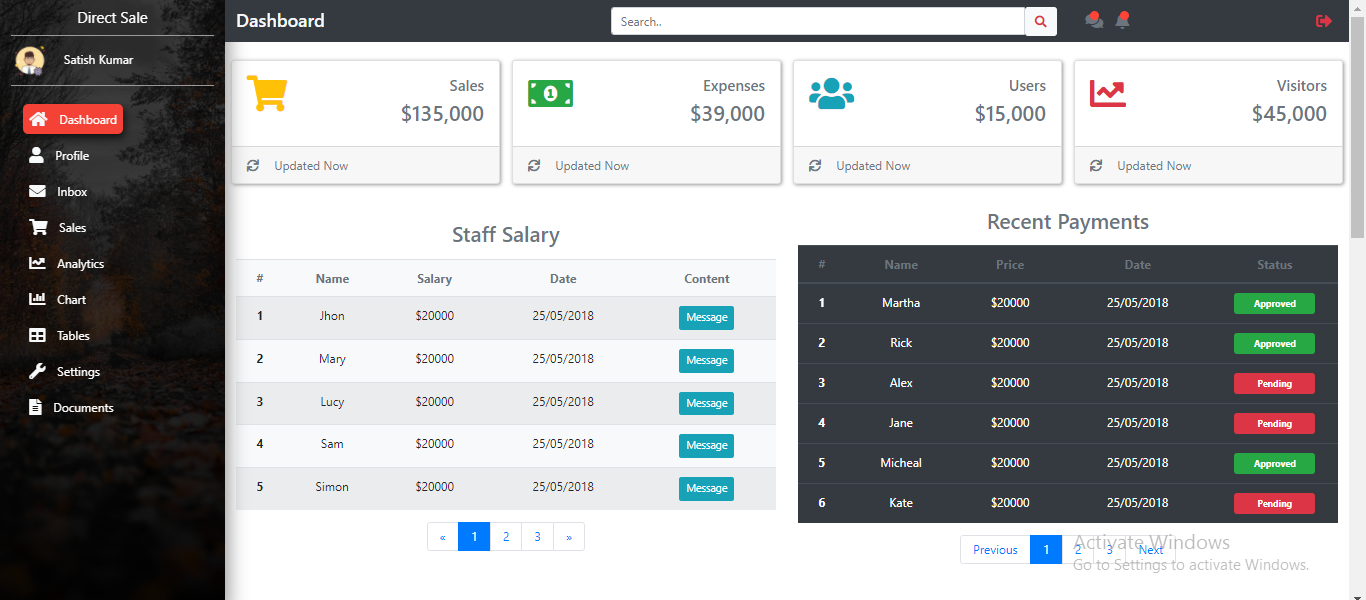 Direct Sale
Satish Kumar
Dashboard
Profile
Inbox
Sales
Analytics
Chart
Tables
Settings
Documents
Dashboard
Search..
Sales
$135,000
Updated Now
Expenses
$39,000
Updated Now
Users
$15,000
Updated Now
Visitors
$45,000
Updated Now
Staff Salary
# Name Salary Date Content
1 Jhon $20000 25/05/2018 Message
2 Mary $20000 25/05/2018 Message
3 Lucy $20000 25/05/2018 Message
4 Sam $20000 25/05/2018 Message
5 Simon $20000 25/05/2018 Message
« 1 2 3 »
Recent Payments
# Name Price Date Status
1 Martha $20000 25/05/2018 Approved
2 Rick $20000 25/05/2018 Approved
3 Alex $20000 25/05/2018 Pending
4 Jane $20000 25/05/2018 Pending
5 Micheal $20000 25/05/2018 Approved
6 Kate $20000 25/05/2018 Pending
Previous 1 2 3 Next
Activate Windows
Go to Settings to activate Windows.